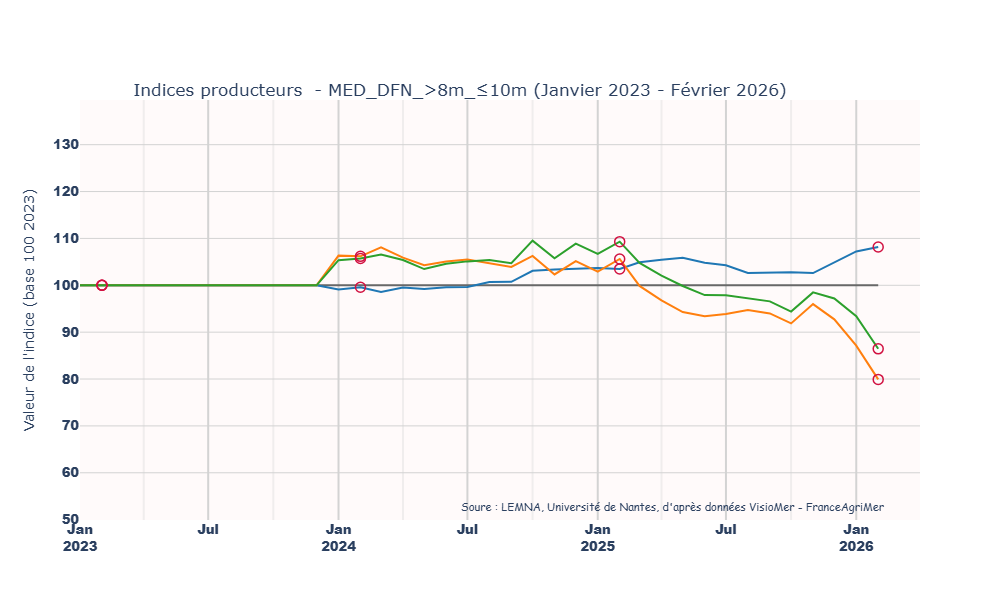 Indices producteurs - MED_DFN_>8m_≤10m (Janvier 2023 - Février 2026)
Valeur de l'indice (base 100 2023)
130
120
110
100
90
80
70
60
50
Soure : LEMNA, Université de Nantes, d'après données VisioMer - FranceAgriMer
Jan Jul Jan Jul Jan Jul Jan
2023 2024 2025 2026